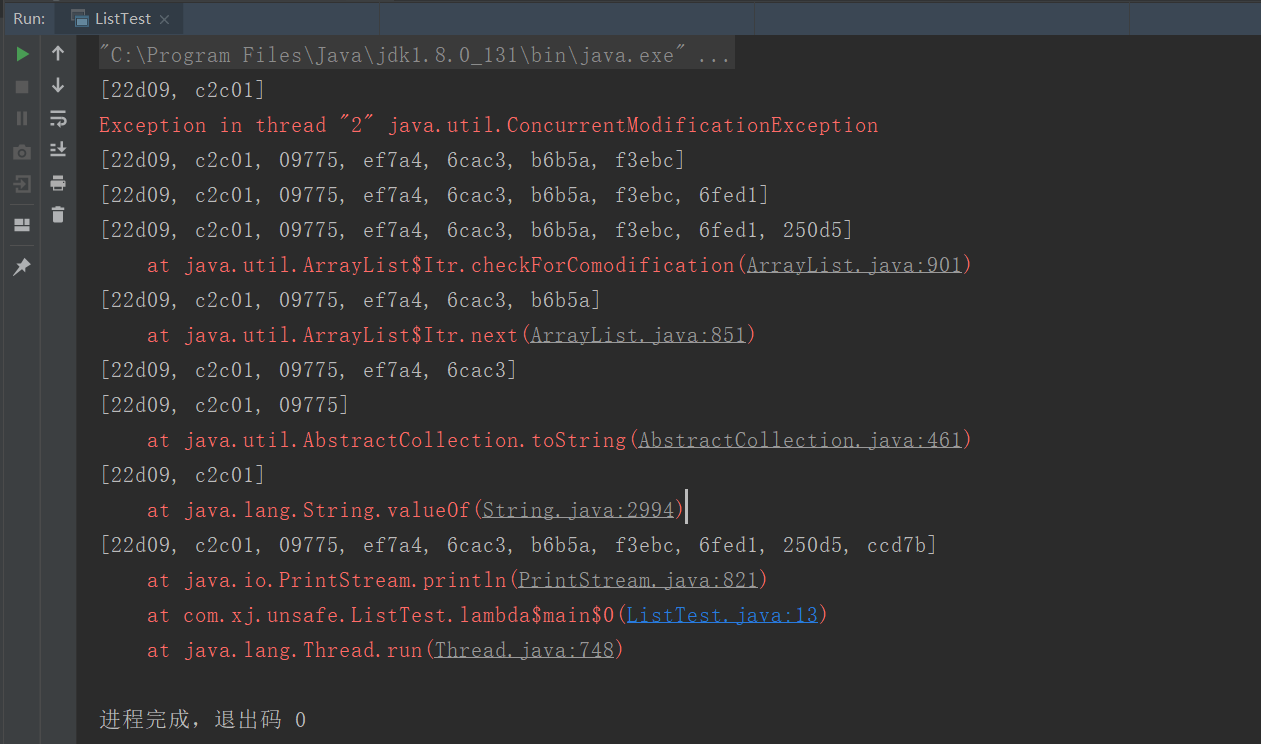 Run: ListTest
"C:\Program Files\Java\jdk1.8.0_131\bin\java.exe" ...
[22d09, c2c01]
Exception in thread "2" java.util.ConcurrentModificationException
[22d09, c2c01, 09775, ef7a4, 6cac3, b6b5a, f3ebc]
[22d09, c2c01, 09775, ef7a4, 6cac3, b6b5a, f3ebc, 6fed1]
[22d09, c2c01, 09775, ef7a4, 6cac3, b6b5a, f3ebc, 6fed1, 250d5]
at java.util.ArrayList$Itr.checkForComodification(ArrayList.java:901)
[22d09, c2c01, 09775, ef7a4, 6cac3, b6b5a]
at java.util.ArrayList$Itr.next(ArrayList.java:851)
[22d09, c2c01, 09775, ef7a4, 6cac3]
[22d09, c2c01, 09775]
at java.util.AbstractCollection.toString(AbstractCollection.java:461)
[22d09, c2c01]
at java.lang.String.valueOf(String.java:2994)
[22d09, c2c01, 09775, ef7a4, 6cac3, b6b5a, f3ebc, 6fed1, 250d5, ccd7b]
at java.io.PrintStream.println(PrintStream.java:821)
at com.xj.unsafe.ListTest.lambda$main$0(ListTest.java:13)
at java.lang.Thread.run(Thread.java:748)
进程完成，退出码 0